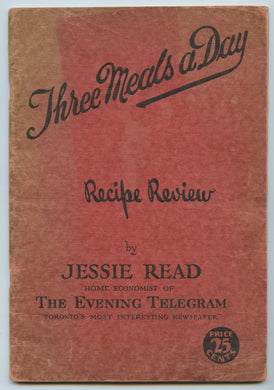 Three Meals a Day
Recipe Review
by
JESSIE READ
HOME ECONOMIST OF
THE EVENING TELEGRAM
"TORONTO'S MOST INTERESTING NEWSPAPER"
PRICE
25
CENTS